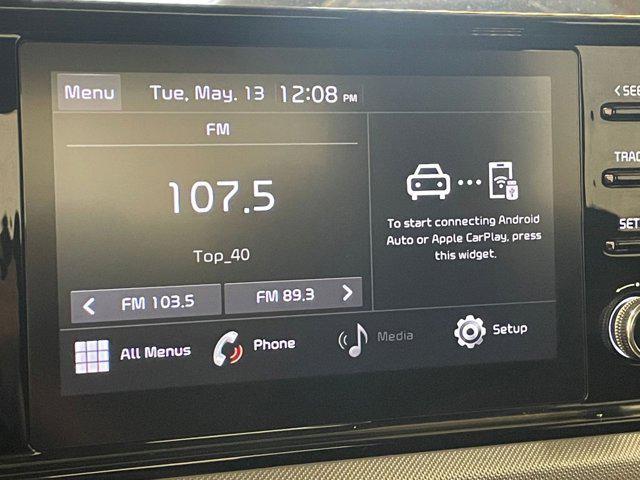 Menu
Tue, May. 13
12:08 PM
FM
107.5
Top_40
FM 103.5
FM 89.3
To start connecting Android
Auto or Apple CarPlay, press
this widget.
All Menus
Phone
Media
Setup